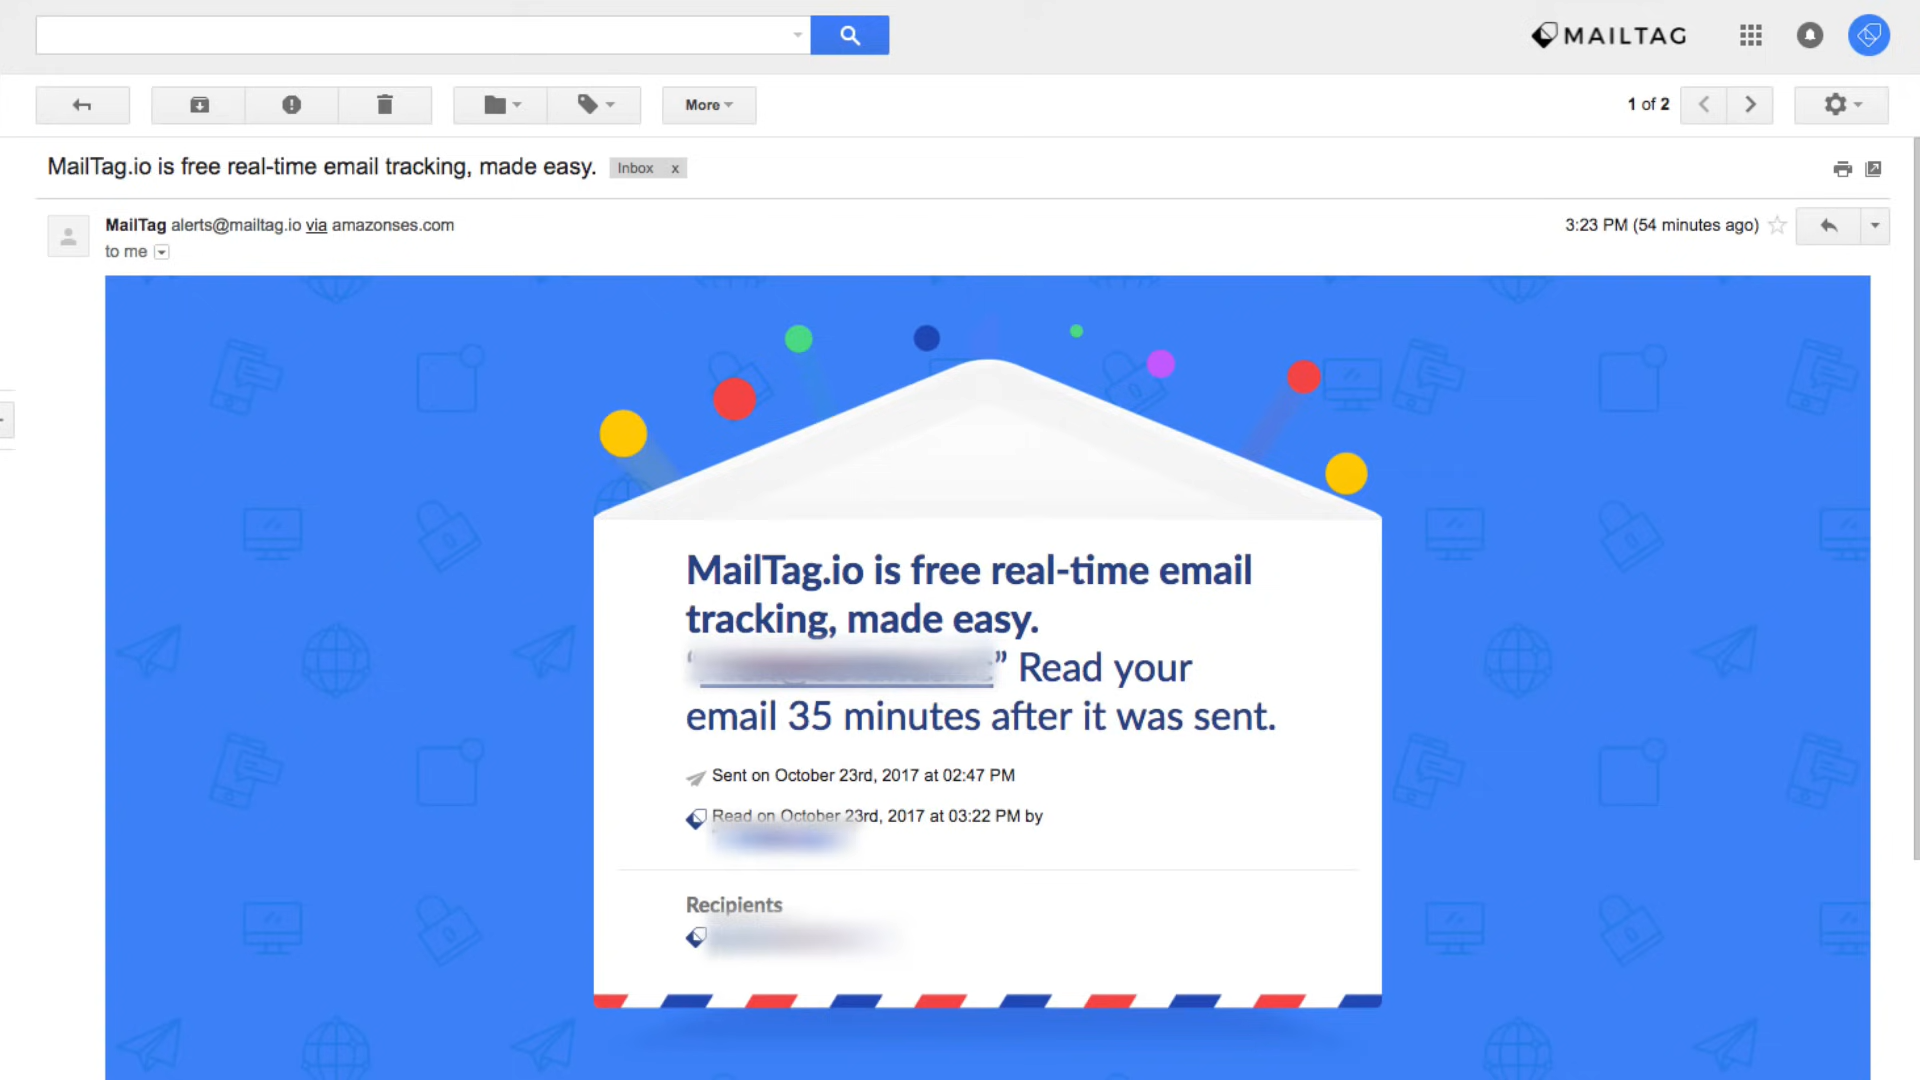 MAILTAG
More
1 of 2
MailTag.io is free real-time email tracking, made easy. Inbox x
MailTag alerts@mailtag.io via amazonses.com
3:23 PM (54 minutes ago)
to me
MailTag.io is free real-time email
tracking, made easy.
“ ” Read your
email 35 minutes after it was sent.
Sent on October 23rd, 2017 at 02:47 PM
Read on October 23rd, 2017 at 03:22 PM by
Recipients